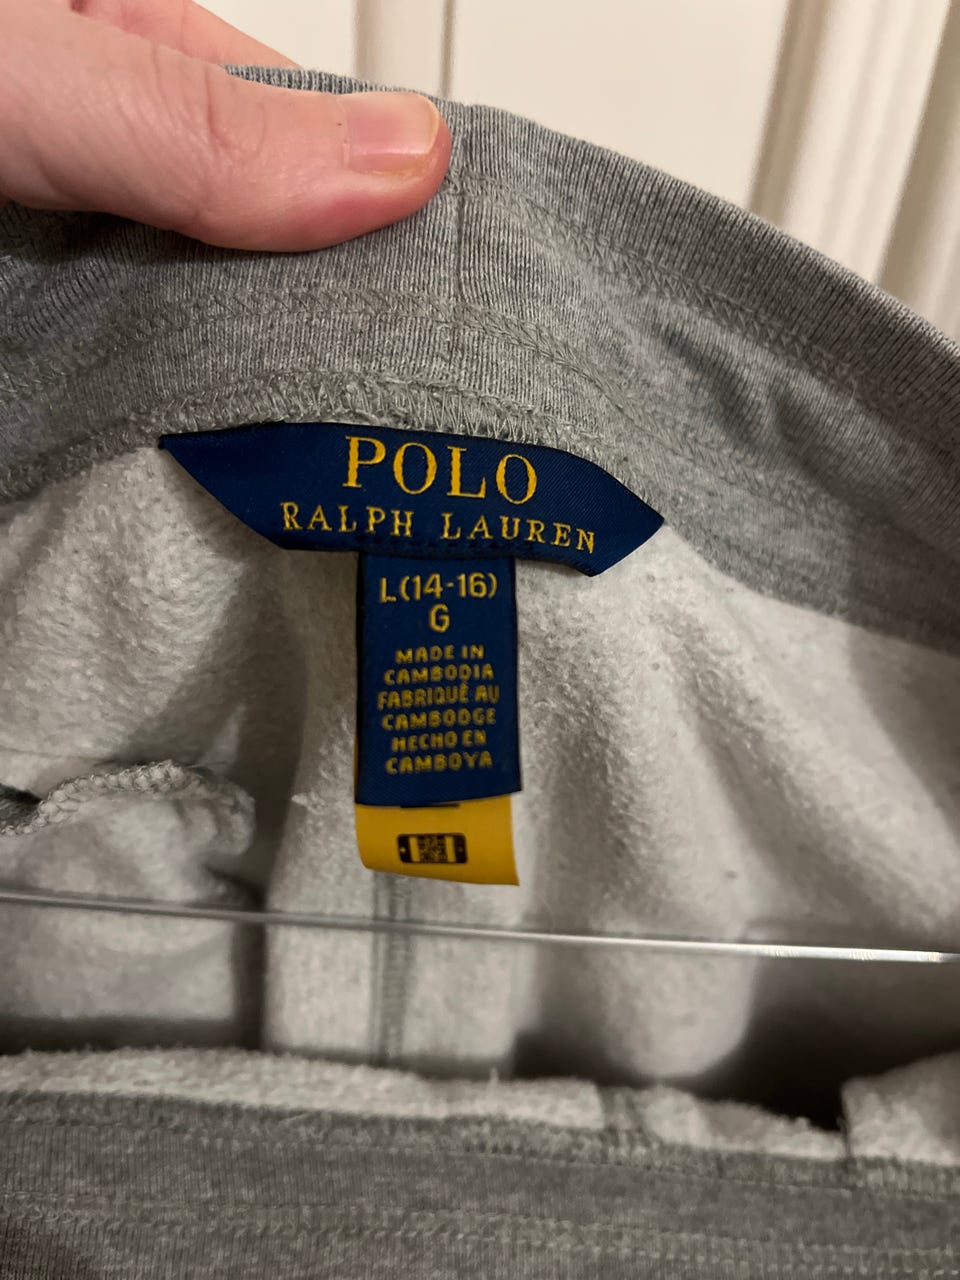 POLO
RALPH LAUREN
L(14-16)
G
MADE IN
CAMBODIA
FABRIQUÉ AU
CAMBODGE
HECHO EN
CAMBOYA